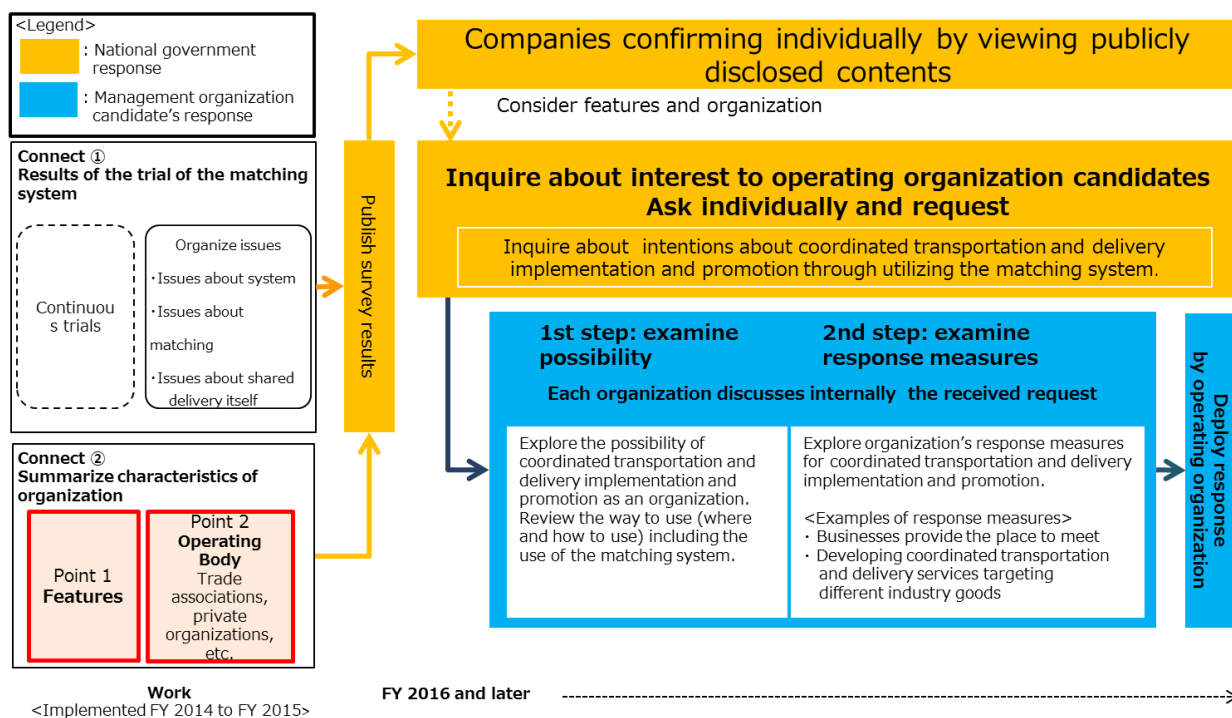 <Legend>
: National government
response
: Management organization
candidate's response
Connect ①
Results of the trial of the matching
system
Continuou
s trials
Organize issues
・Issues about system
・Issues about
matching
・Issues about shared
delivery itself
Connect ②
Summarize characteristics of
organization
Point 1
Features
Point 2
Operating
Body
Trade
associations,
private
organizations,
etc.
Publish survey results
Companies confirming individually by viewing publicly
disclosed contents
Consider features and organization
Inquire about interest to operating organization candidates
Ask individually and request
Inquire about intentions about coordinated transportation and delivery
implementation and promotion through utilizing the matching system.
1st step: examine
possibility
2nd step: examine
response measures
Each organization discusses internally the received request
Explore the possibility of
coordinated transportation and
delivery implementation and
promotion as an organization.
Review the way to use (where
and how to use) including the
use of the matching system.
Explore organization's response measures
for coordinated transportation and delivery
implementation and promotion.
<Examples of response measures>
・Businesses provide the place to meet
・Developing coordinated transportation
and delivery services targeting
different industry goods
Deploy response
by operating organization
Work
<Implemented FY 2014 to FY 2015>
FY 2016 and later